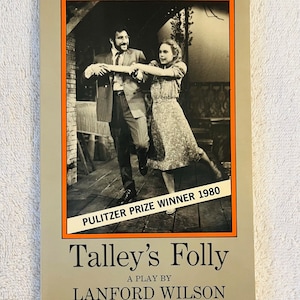 PULITZER PRIZE WINNER 1980
Talley's Folly
A PLAY BY
LANFORD WILSON